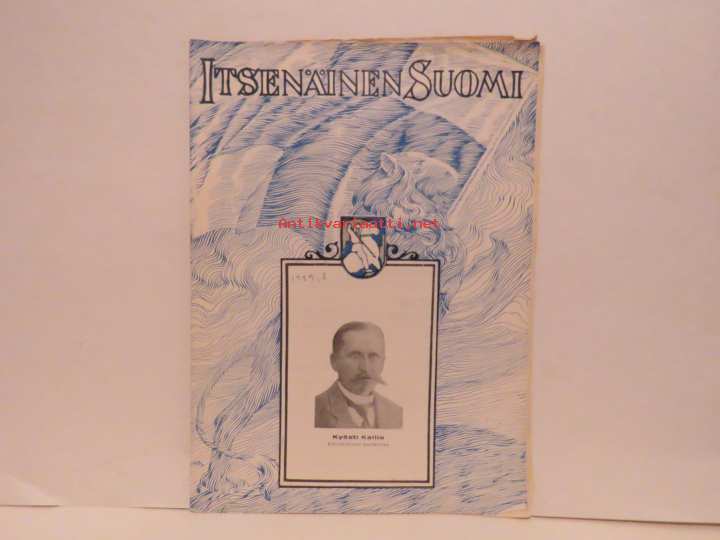 ITSENÄINEN SUOMI
Antikvariaatti.net
Kyösti Kallio